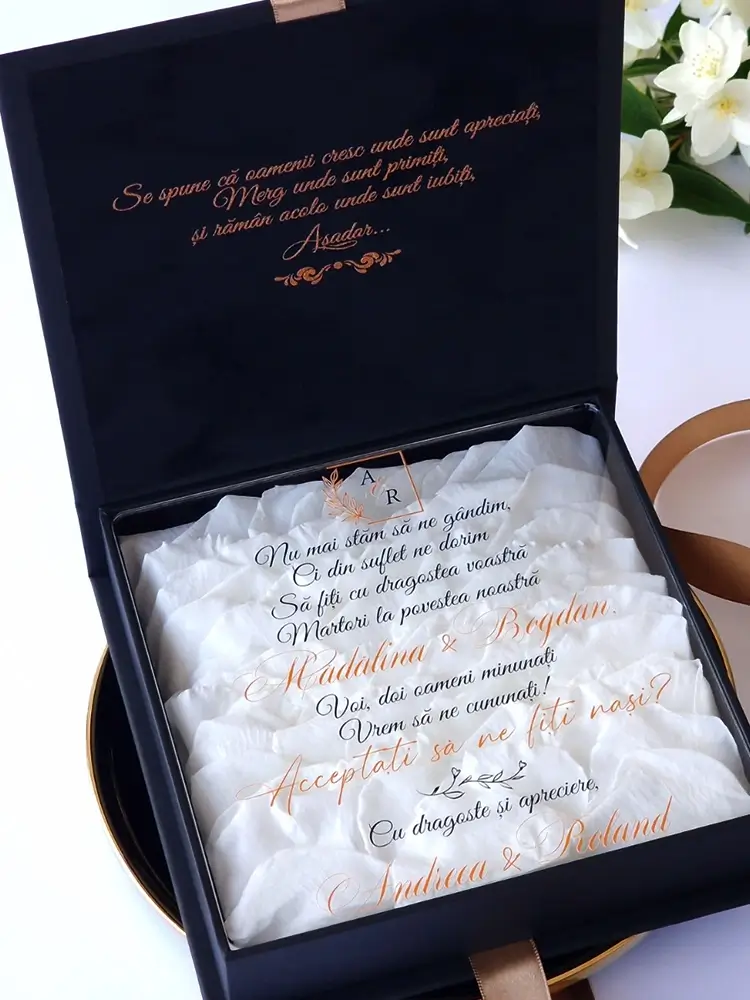 Se spune că oamenii cresc unde sunt apreciați,
Merg unde sunt primiți,
și rămân acolo unde sunt iubiți,
Așadar...
A
R
Nu mai stăm să ne gândim,
Ci din suflet ne dorim
Să fiți cu dragostea voastră
Martori la povestea noastră
Mădălina & Bogdan.
Voi, doi oameni minunați
Vrem să ne cununați!
Acceptați să ne fiți nași?
Cu dragoste și apreciere,
Andreea & Roland